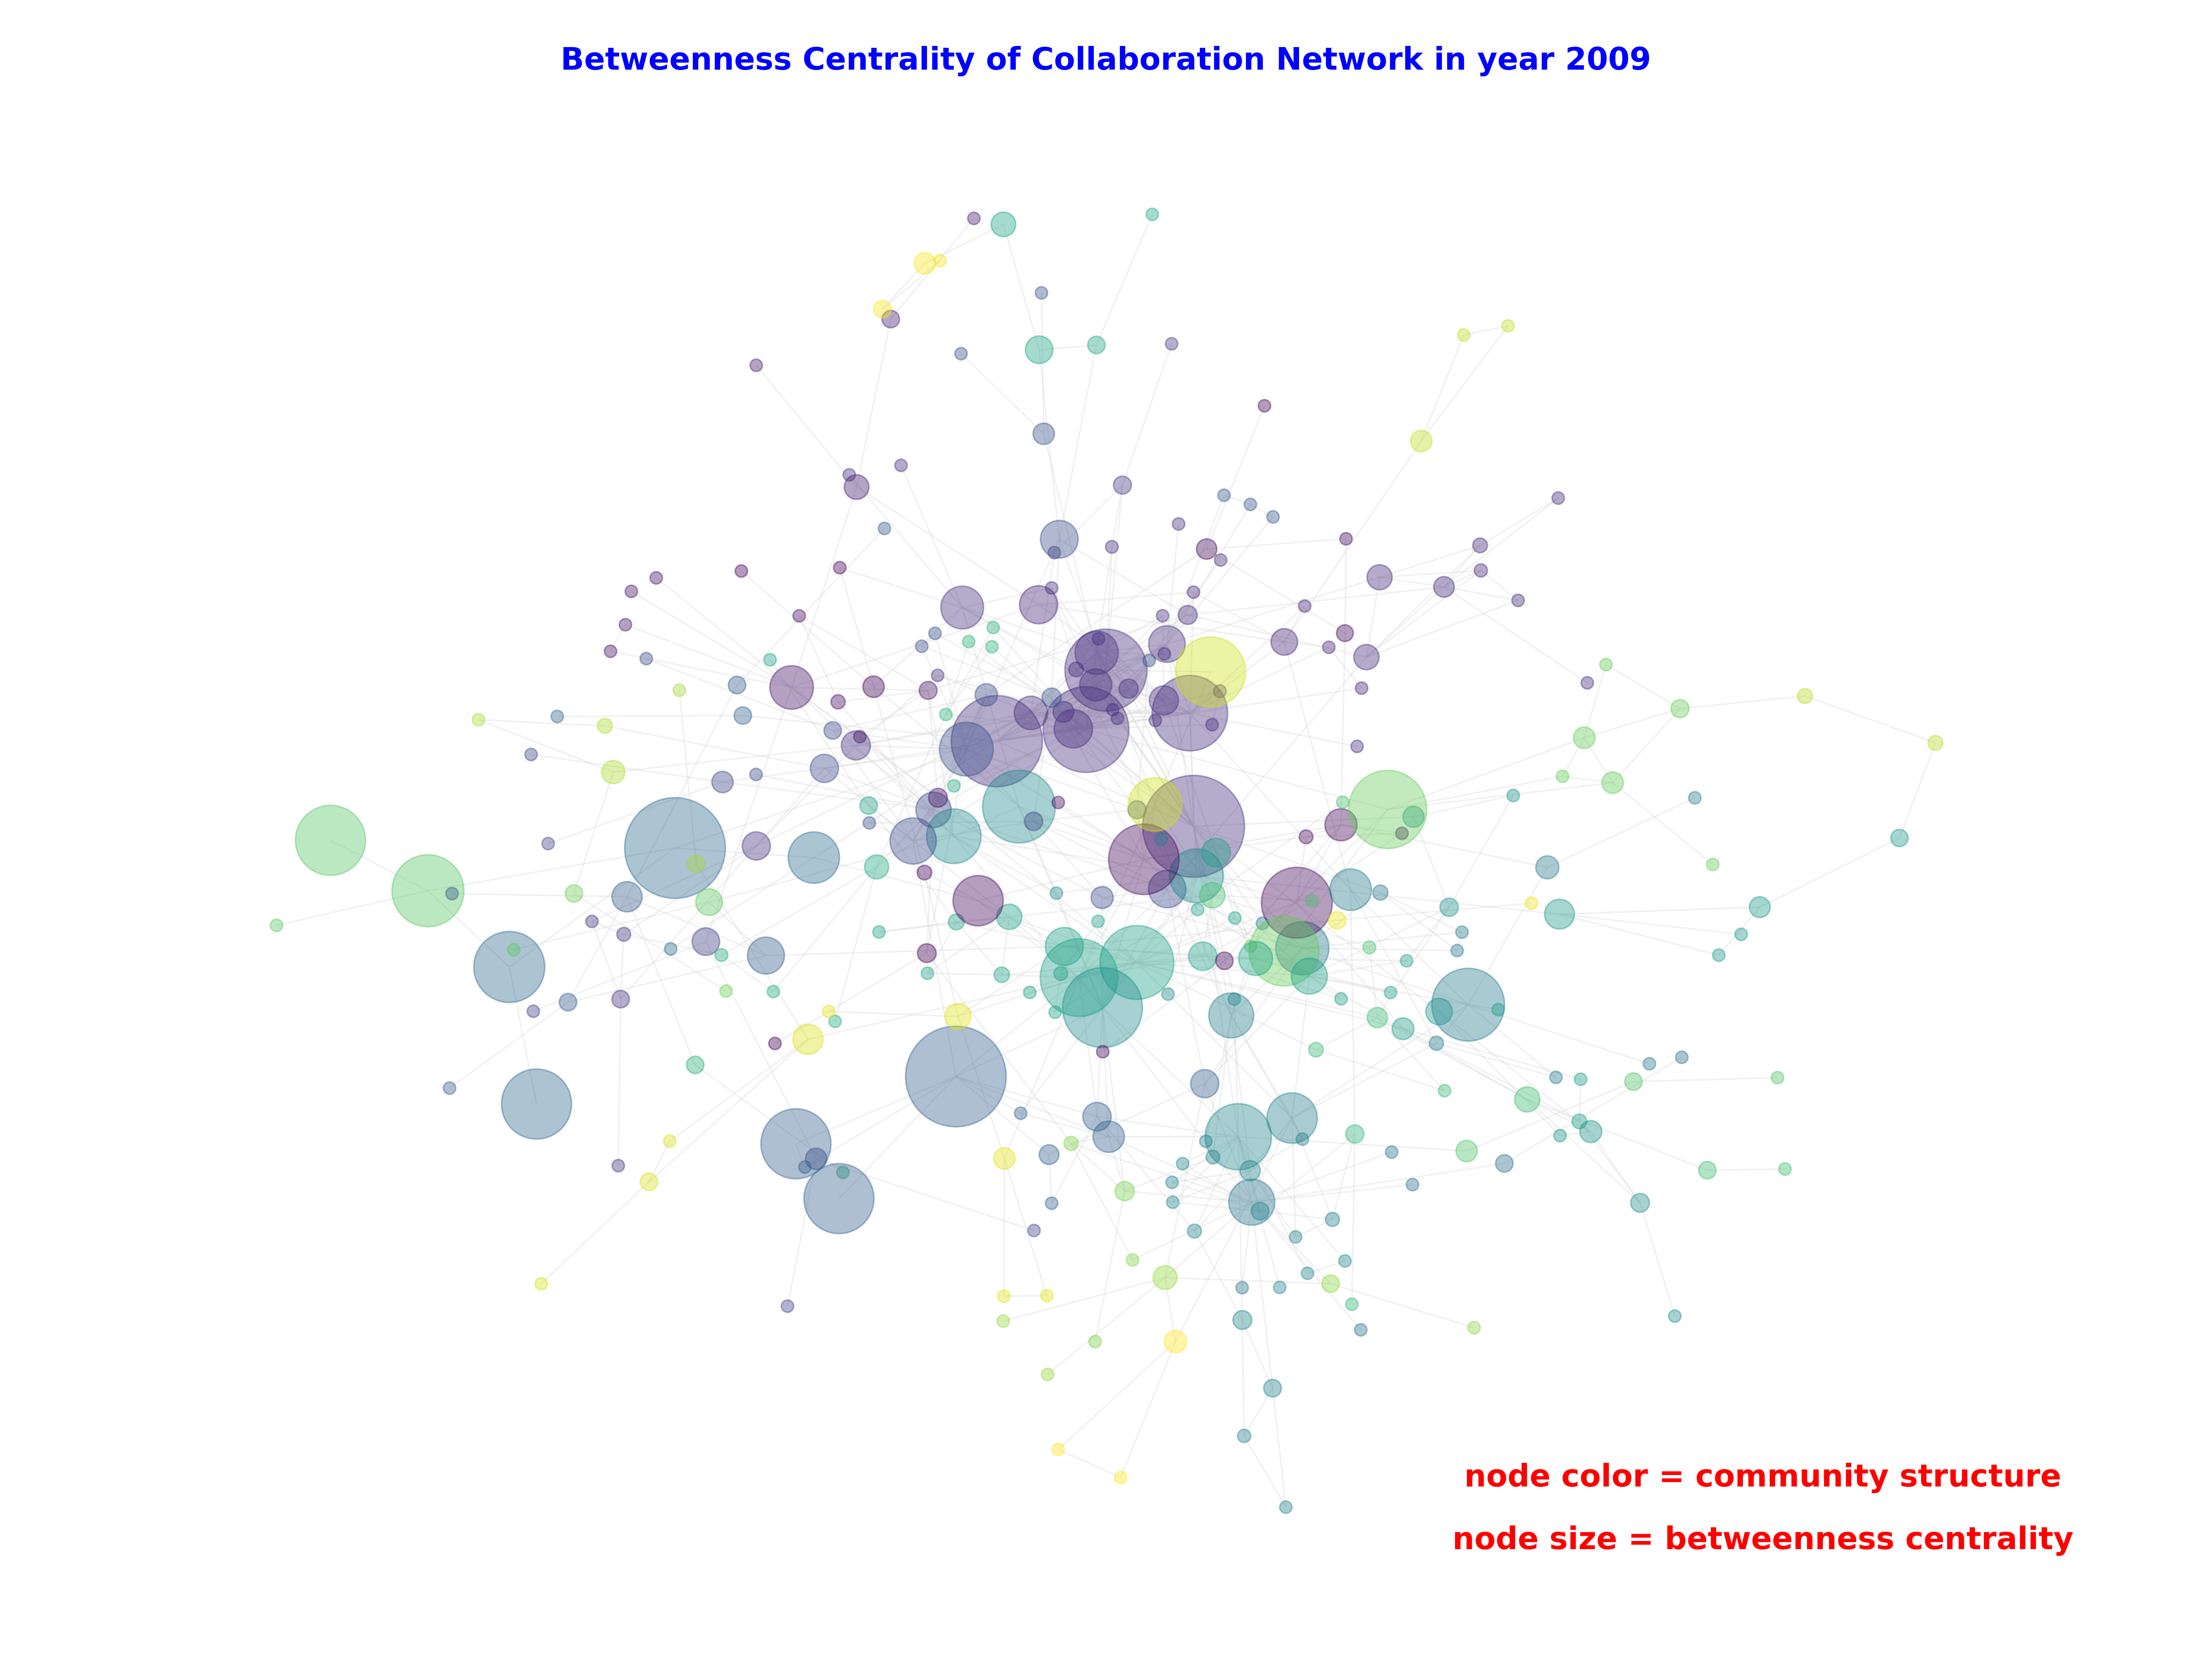 Betweenness Centrality of Collaboration Network in year 2009
node color = community structure
node size = betweenness centrality